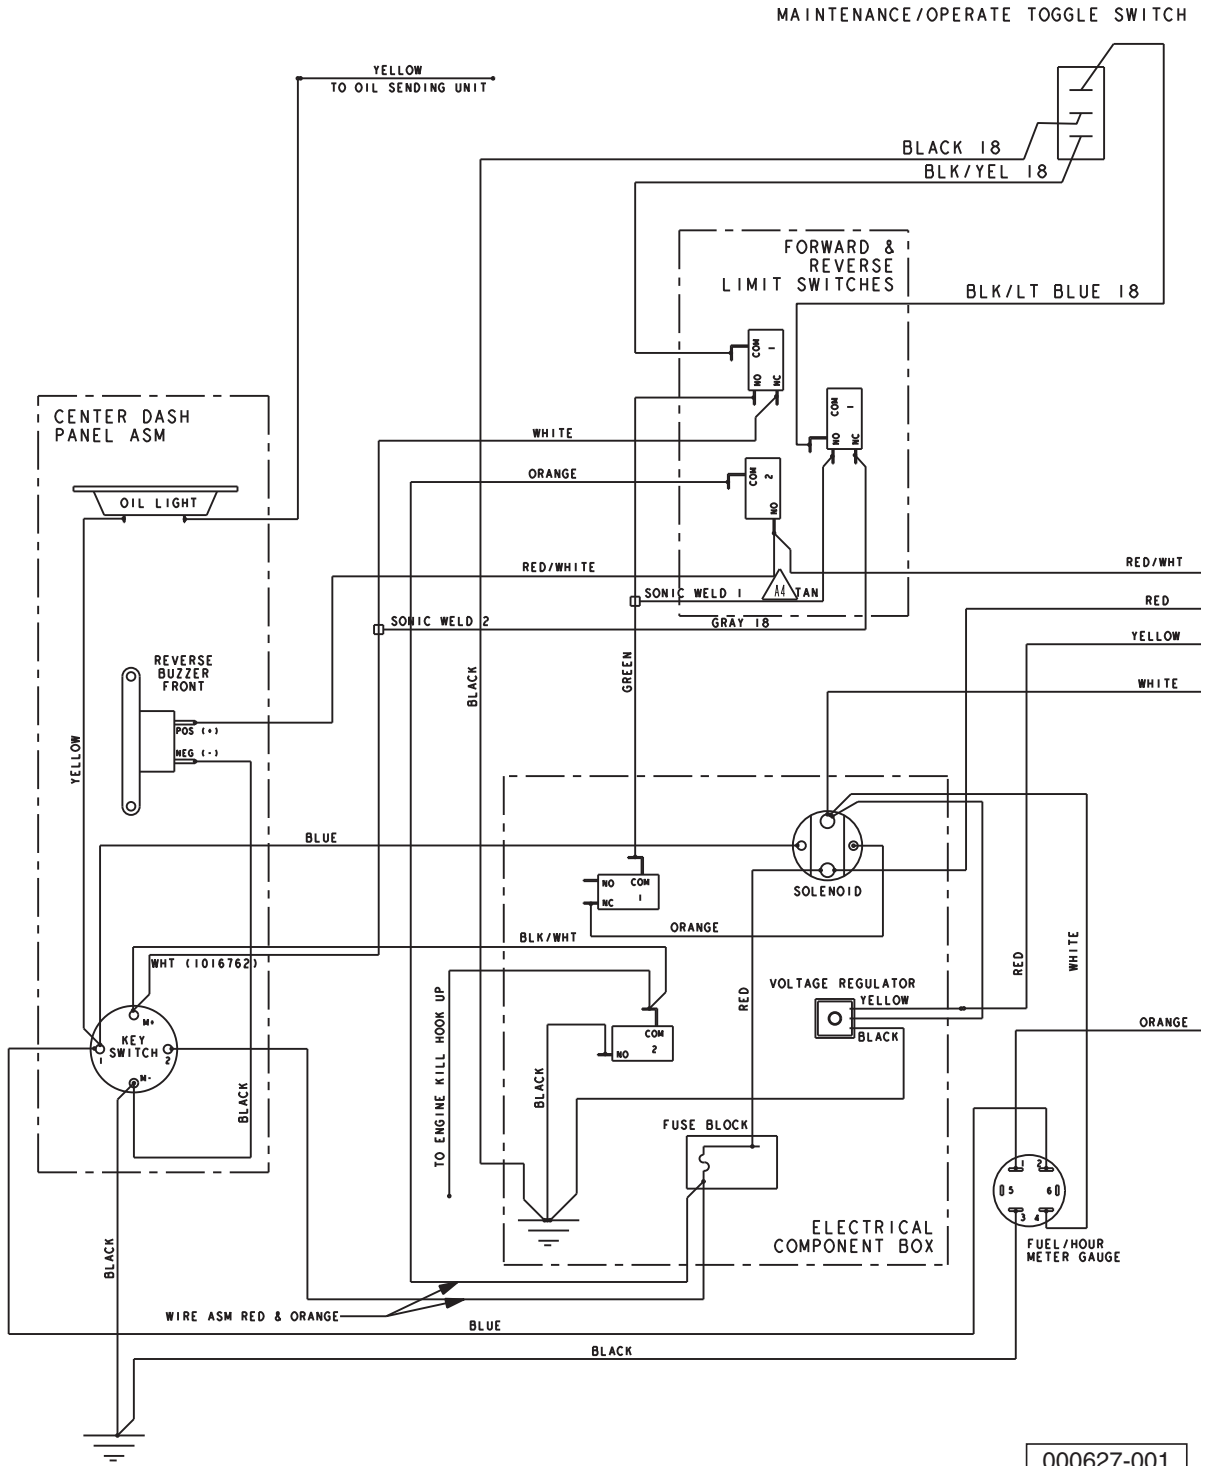 MAINTENANCE/OPERATE TOGGLE SWITCH
YELLOW
TO OIL SENDING UNIT
BLACK 18
BLK/YEL 18
FORWARD &
REVERSE
LIMIT SWITCHES
BLK/LT BLUE 18
COM
1
NO
NC
CENTER DASH
PANEL ASM
COM
1
NO
NC
WHITE
ORANGE
COM
2
NO
OIL LIGHT
RED/WHITE
RED/WHT
SONIC WELD 1
A4
TAN
RED
SONIC WELD 2
GRAY 18
YELLOW
REVERSE
BUZZER
FRONT
BLACK
GREEN
WHITE
POS (+)
NEG (-)
YELLOW
BLUE
SOLENOID
NO
COM
1
NC
ORANGE
BLK/WHT
WHT (1016762)
RED
WHITE
VOLTAGE REGULATOR
YELLOW
BLACK
RED
TO ENGINE KILL HOOK UP
M+
KEY
SWITCH
1
2
M-
COM
2
NO
ORANGE
BLACK
BLACK
FUSE BLOCK
1
2
5
6
3
4
FUEL/HOUR
METER GAUGE
ELECTRICAL
COMPONENT BOX
BLACK
WIRE ASM RED & ORANGE
BLUE
BLACK
000627-001